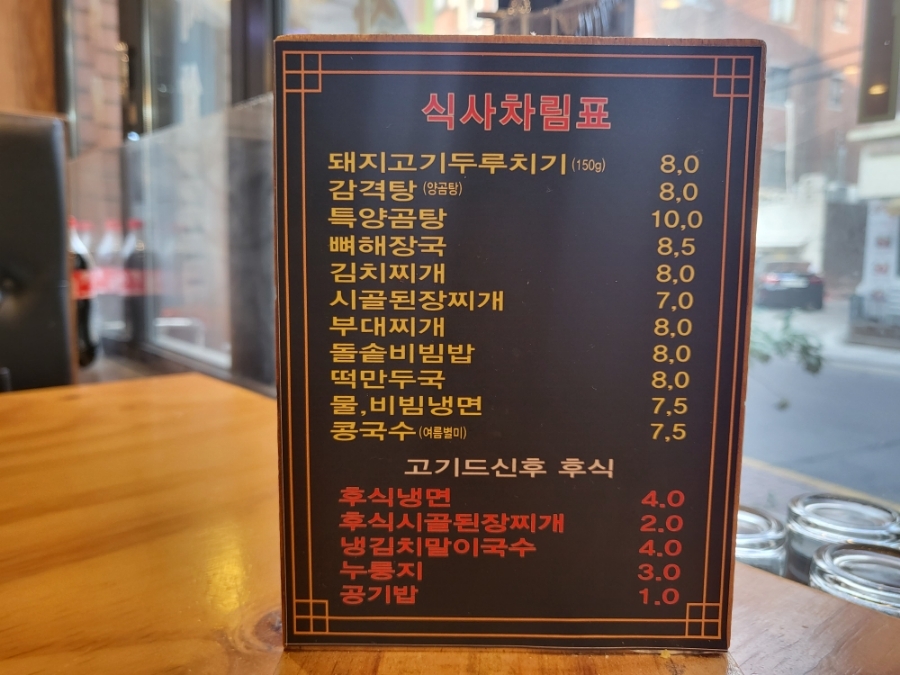 식사차림표
돼지고기두루치기(150g) 8,0
감격탕 (양곰탕) 8,0
특양곰탕 10,0
뼈해장국 8,5
김치찌개 8,0
시골된장찌개 7,0
부대찌개 8,0
돌솥비빔밥 8,0
떡만두국 8,0
물,비빔냉면 7,5
콩국수(여름별미) 7,5
고기드신후 후식
후식냉면 4.0
후식시골된장찌개 2.0
냉김치말이국수 4.0
누룽지 3.0
공기밥 1.0